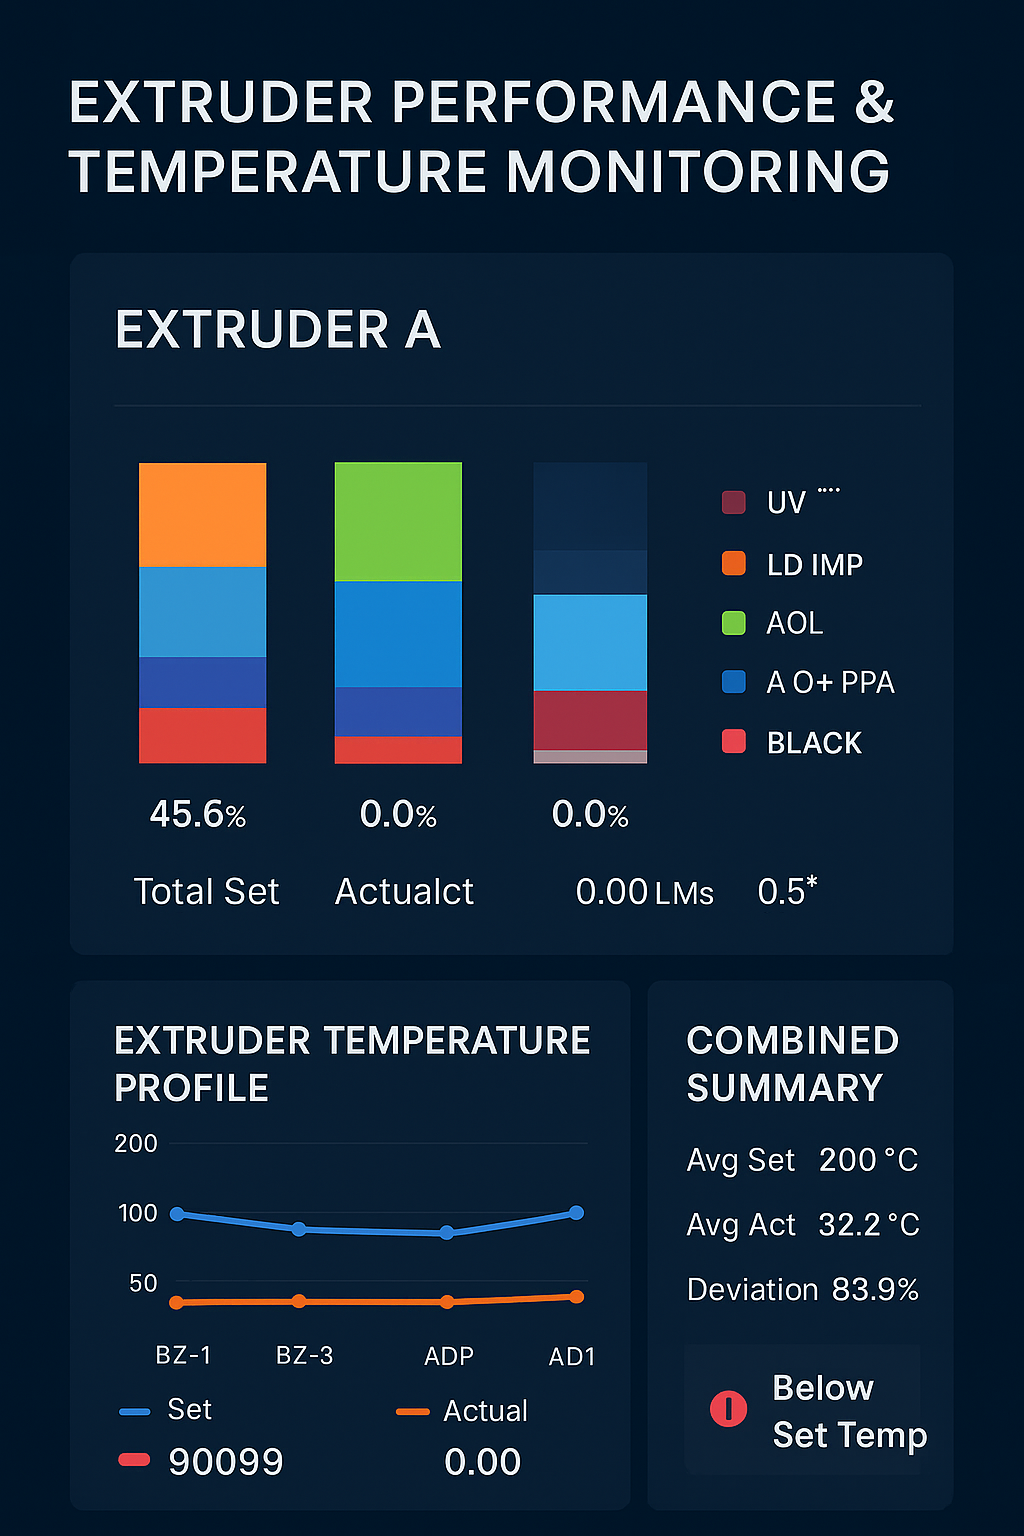 EXTRUDER PERFORMANCE &
TEMPERATURE MONITORING
EXTRUDER A
UV
LD IMP
AOL
A O+ PPA
BLACK
45.6% 0.0% 0.0%
Total Set Actualct 0.00 LMs 0.5*
EXTRUDER TEMPERATURE
PROFILE
200
100
50
BZ-1 BZ-3 ADP AD1
Set Actual
90099 0.00
COMBINED
SUMMARY
Avg Set 200 °C
Avg Act 32.2 °C
Deviation 83.9%
Below
Set Temp